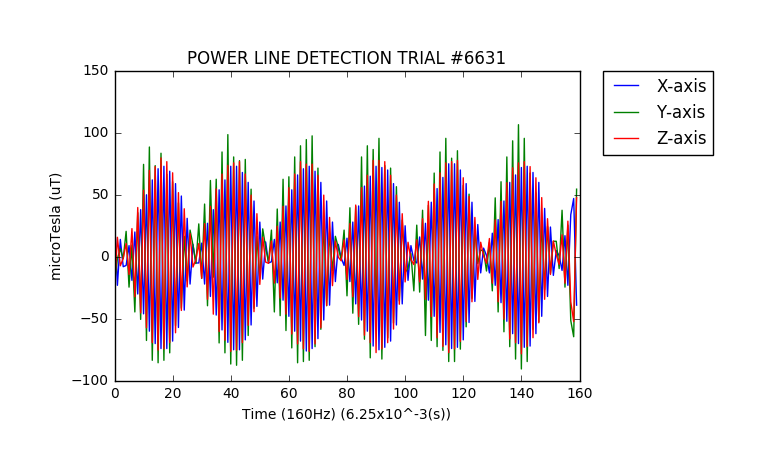 POWER LINE DETECTION TRIAL #6631
150
100
50
0
−50
−100
microTesla (uT)
0 20 40 60 80 100 120 140 160
Time (160Hz) (6.25x10^-3(s))
X-axis
Y-axis
Z-axis